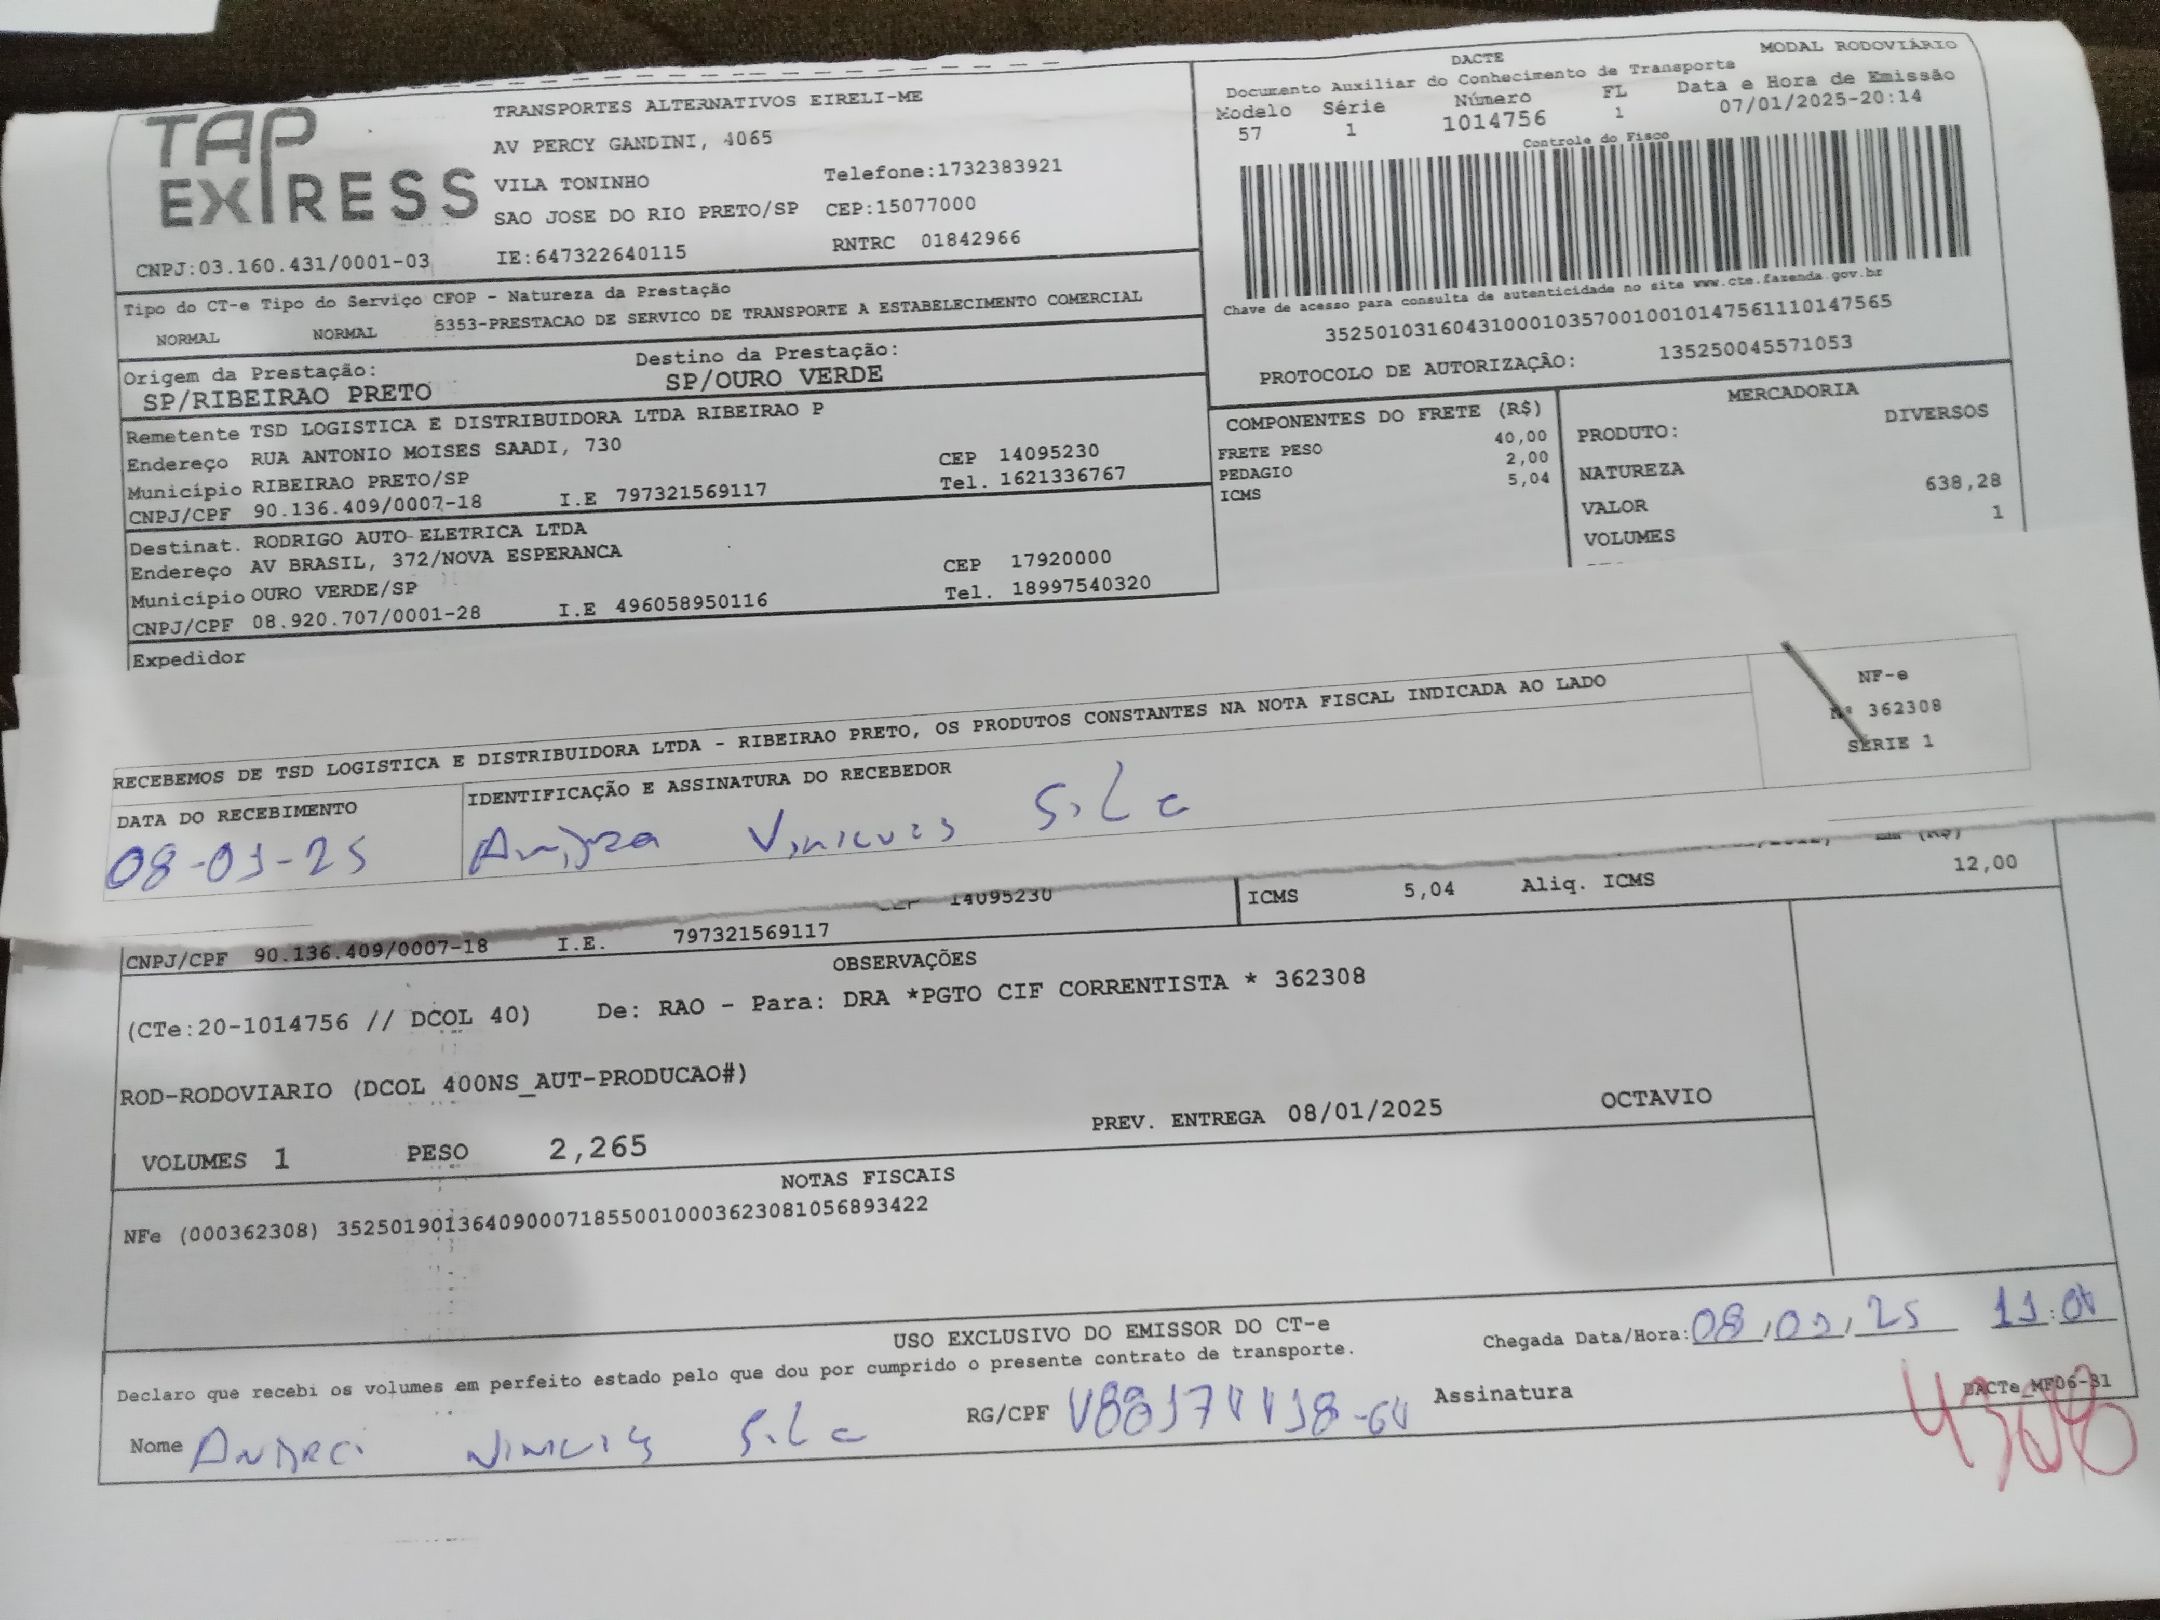 TAP EXPRESS
TRANSPORTES ALTERNATIVOS EIRELI-ME
AV PERCY GANDINI, 4065
VILA TONINHO Telefone:1732383921
SAO JOSE DO RIO PRETO/SP CEP:15077000
CNPJ:03.160.431/0001-03 IE:647322640115 RNTRC 01842966
DACTE MODAL RODOVIÁRIO
Documento Auxiliar do Conhecimento de Transporte
Modelo Série Número FL Data e Hora de Emissão
57 1 1014756 1 07/01/2025-20:14
Controle do Fisco
Chave de acesso para consulta de autenticidade no site www.cte.fazenda.gov.br
35250103160431000103570010010147561110147565
PROTOCOLO DE AUTORIZAÇÃO: 135250045571053
Tipo do CT-e Tipo do Serviço CFOP - Natureza da Prestação
NORMAL NORMAL 5353-PRESTACAO DE SERVICO DE TRANSPORTE A ESTABELECIMENTO COMERCIAL
Origem da Prestação: Destino da Prestação:
SP/RIBEIRAO PRETO SP/OURO VERDE
Remetente TSD LOGISTICA E DISTRIBUIDORA LTDA RIBEIRAO P
Endereço RUA ANTONIO MOISES SAADI, 730 CEP 14095230
Município RIBEIRAO PRETO/SP Tel. 1621336767
CNPJ/CPF 90.136.409/0007-18 I.E 797321569117
Destinat. RODRIGO AUTO ELETRICA LTDA
Endereço AV BRASIL, 372/NOVA ESPERANCA CEP 17920000
Município OURO VERDE/SP Tel. 18997540320
CNPJ/CPF 08.920.707/0001-28 I.E 496058950116
Expedidor
COMPONENTES DO FRETE (R$)
FRETE PESO 40,00
PEDAGIO 2,00
ICMS 5,04
MERCADORIA
PRODUTO: DIVERSOS
NATUREZA
VALOR 638,28
VOLUMES 1
RECEBEMOS DE TSD LOGISTICA E DISTRIBUIDORA LTDA - RIBEIRAO PRETO, OS PRODUTOS CONSTANTES NA NOTA FISCAL INDICADA AO LADO
NF-e
Nº 362308
SÉRIE 1
DATA DO RECEBIMENTO IDENTIFICAÇÃO E ASSINATURA DO RECEBEDOR
08-01-25 Silva
CEP 14095230 ICMS 5,04 Aliq. ICMS 12,00
CNPJ/CPF 90.136.409/0007-18 I.E. 797321569117
OBSERVAÇÕES
(CTe:20-1014756 // DCOL 40) De: RAO - Para: DRA *PGTO CIF CORRENTISTA * 362308
ROD-RODOVIARIO (DCOL 400NS_AUT-PRODUCAO#)
VOLUMES 1 PESO 2,265 PREV. ENTREGA 08/01/2025 OCTAVIO
NOTAS FISCAIS
NFe (000362308) 35250190136409000718550010003623081056893422
USO EXCLUSIVO DO EMISSOR DO CT-e
Declaro que recebi os volumes em perfeito estado pelo que dou por cumprido o presente contrato de transporte. Chegada Data/Hora: 08,01,25
Nome Silva RG/CPF Assinatura DACTe_MF06-31